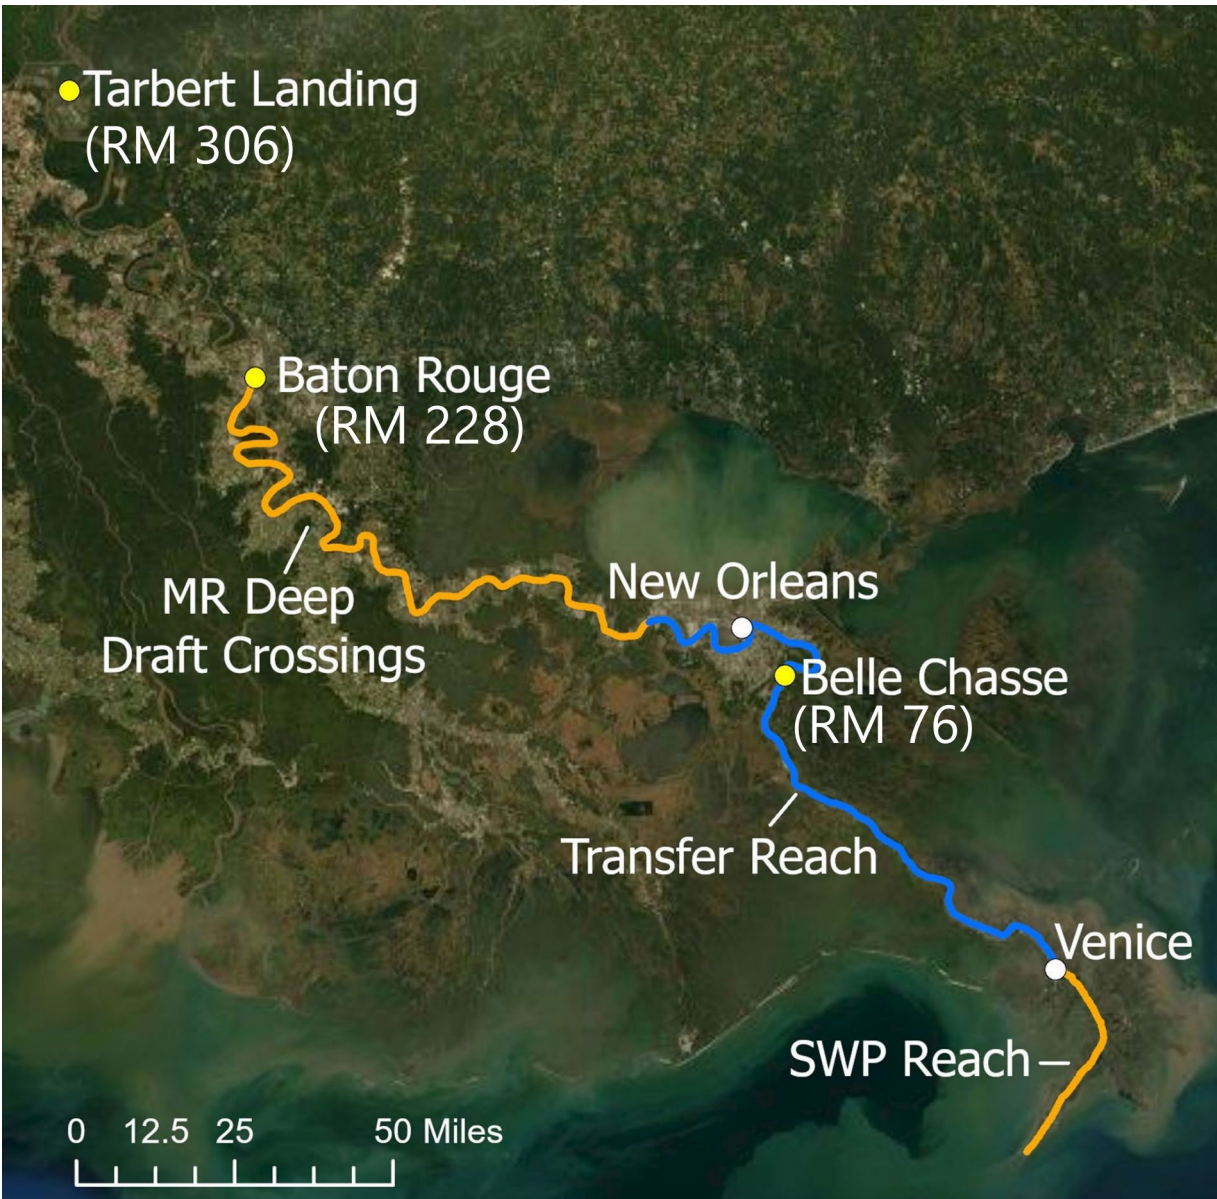 Tarbert Landing
(RM 306)
Baton Rouge
(RM 228)
MR Deep
Draft Crossings
New Orleans
Belle Chasse
(RM 76)
Transfer Reach
Venice
SWP Reach
0 12.5 25 50 Miles